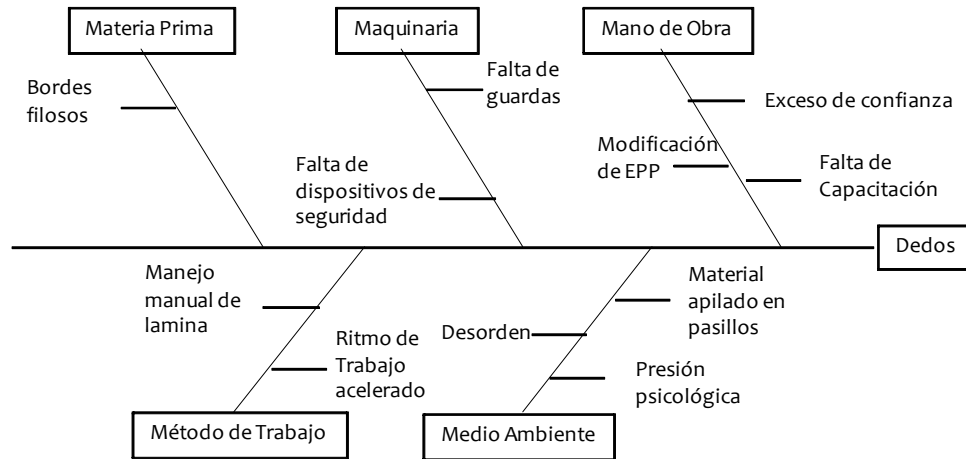 Materia Prima
Maquinaria
Mano de Obra
Bordes
filosos
Falta de
guardas
Falta de
dispositivos de
seguridad
Exceso de confianza
Modificación
de EPP
Falta de
Capacitación
Dedos
Manejo
manual de
lamina
Ritmo de
Trabajo
acelerado
Material
apilado en
pasillos
Desorden
Presión
psicológica
Método de Trabajo
Medio Ambiente